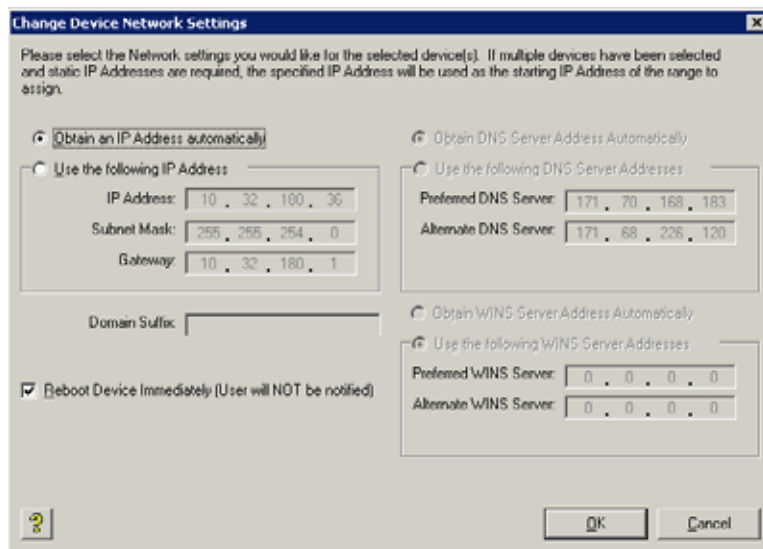 Change Device Network Settings
Please select the Network settings you would like for the selected device(s). If multiple devices have been selected
and static IP Addresses are required, the specified IP Address will be used as the starting IP Address of the range to
assign.
Obtain an IP Address automatically
Use the following IP Address
IP Address: 10 . 32 . 180 . 36
Subnet Mask: 255 . 255 . 254 . 0
Gateway: 10 . 32 . 180 . 1
Domain Suffix:
Reboot Device Immediately (User will NOT be notified)
Obtain DNS Server Address Automatically
Use the following DNS Server Addresses
Preferred DNS Server: 171 . 70 . 168 . 183
Alternate DNS Server: 171 . 68 . 226 . 120
Obtain WINS Server Address Automatically
Use the following WINS Server Addresses
Preferred WINS Server: 0 . 0 . 0 . 0
Alternate WINS Server: 0 . 0 . 0 . 0
?
OK
Cancel